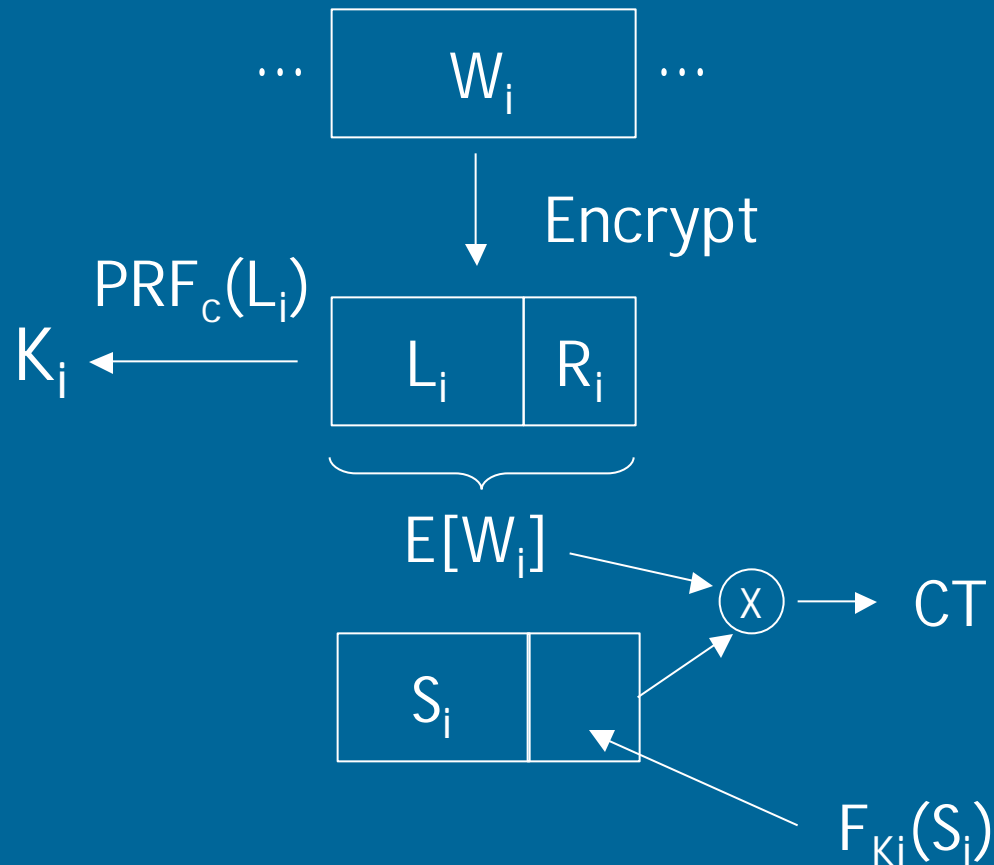 ... W_i ...
Encrypt
PRF_c(L_i)
K_i
L_i R_i
E[W_i]
X CT
S_i
F_Ki(S_i)